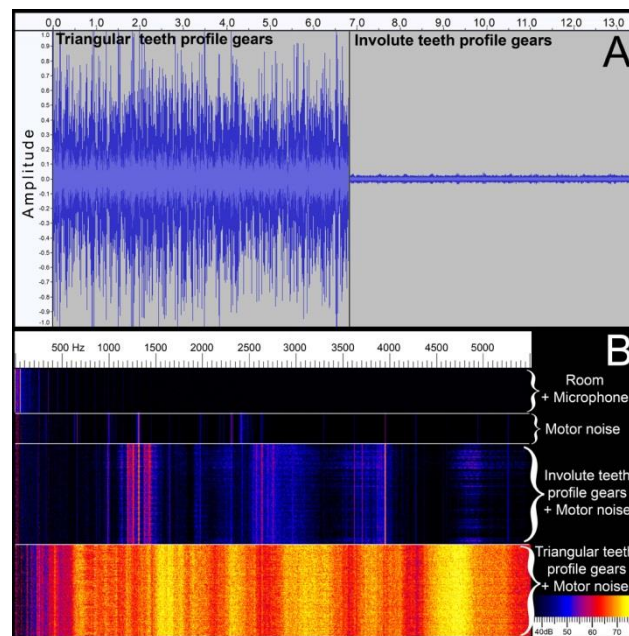 0,0 1,0 2,0 3,0 4,0 5,0 6,0 7,0 8,0 9,0 10,0 11,0 12,0 13,0
Triangular teeth profile gears Involute teeth profile gears A
Amplitude
1.0
0.9
0.8
0.7
0.6
0.5
0.4
0.3
0.2
0.1
0.0
-0.1
-0.2
-0.3
-0.4
-0.5
-0.6
-0.7
-0.8
-0.9
-1.0
B
500 Hz 1000 1500 2000 2500 3000 3500 4000 4500 5000
Room
+ Microphone
Motor noise
Involute teeth
profile gears
+ Motor noise
Triangular teeth
profile gears
+ Motor noise
40dB 50 60 70